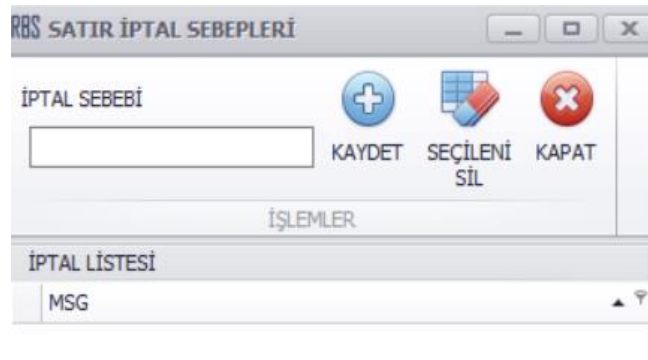 RBS SATIR İPTAL SEBEPLERİ
İPTAL SEBEBİ
KAYDET
SEÇİLENİ
SİL
KAPAT
İŞLEMLER
İPTAL LİSTESİ
MSG